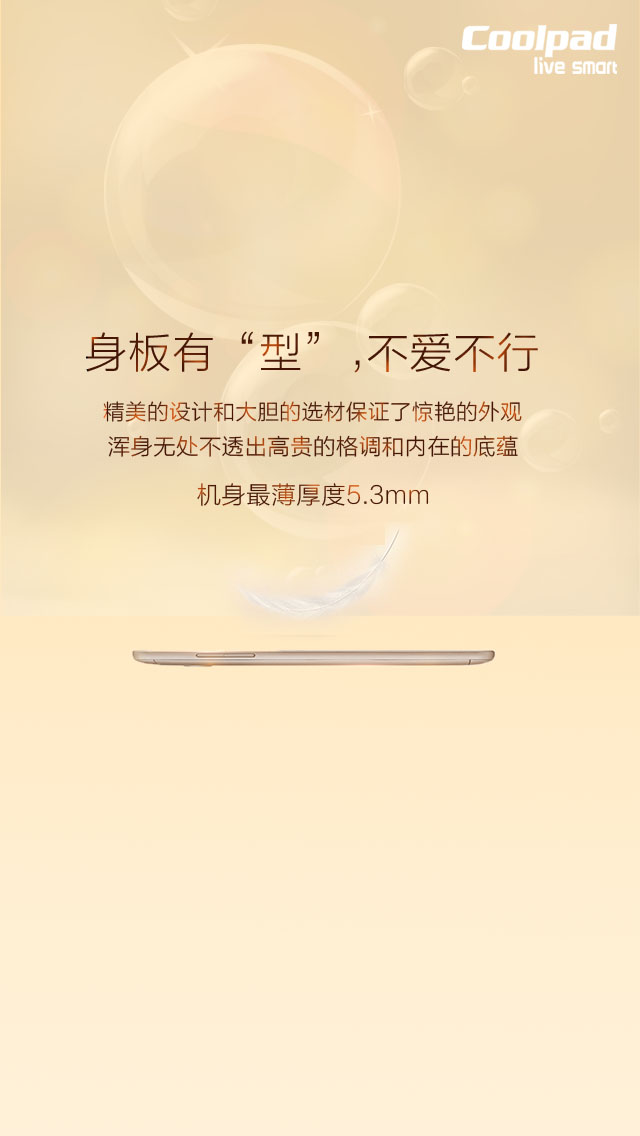 Coolpad
live smart
身板有“型”,不爱不行
精美的设计和大胆的选材保证了惊艳的外观
浑身无处不透出高贵的格调和内在的底蕴
机身最薄厚度5.3mm